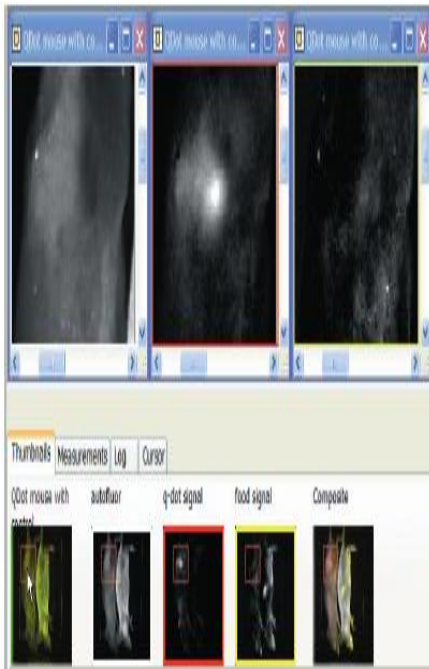 QDot mouse with co...
QDot mouse with co...
QDot mouse with co...
Thumbnails Measurements Log Cursor
QDot mouse with control
autofluor
q-dot signal
food signal
Composite